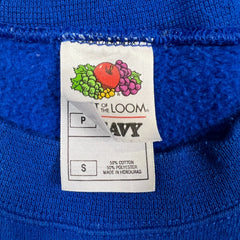 OF
THE LOOM
P
AVY
S
50% COTTON
50% POLYESTER
MADE IN HONDURAS